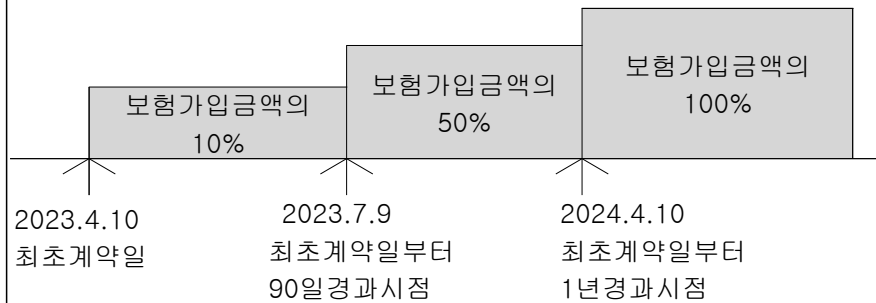 보험가입금액의
10%
보험가입금액의
50%
보험가입금액의
100%
2023.4.10
최초계약일
2023.7.9
최초계약일부터
90일경과시점
2024.4.10
최초계약일부터
1년경과시점